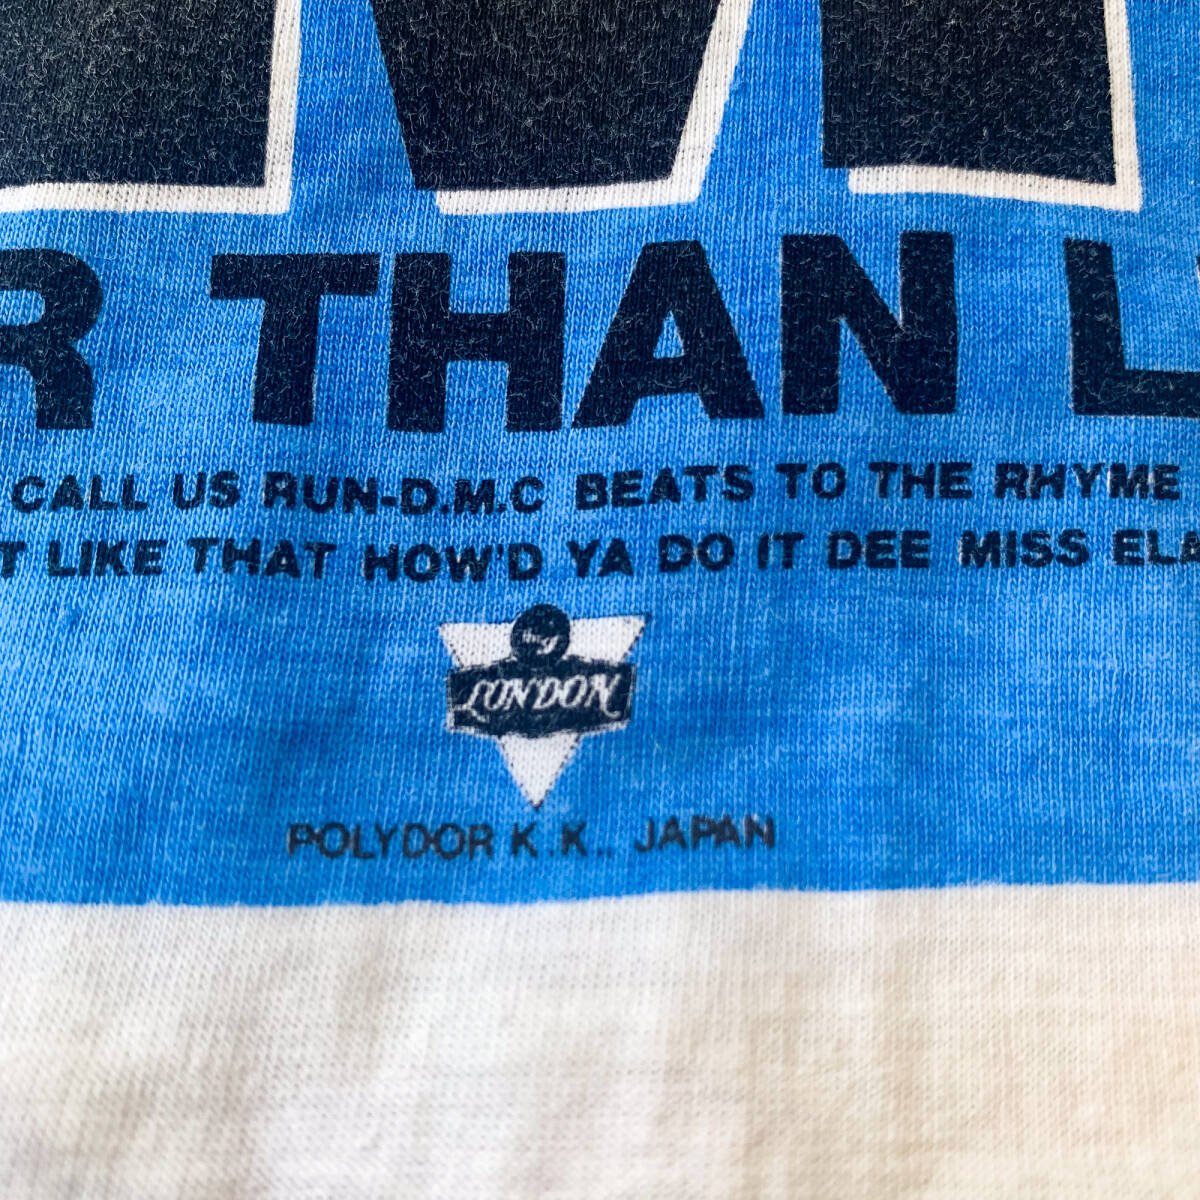 R THAN L
CALL US RUN-D.M.C BEATS TO THE RHYME
T LIKE THAT HOW'D YA DO IT DEE MISS EL&
LONDON
POLYDOR K.K., JAPAN